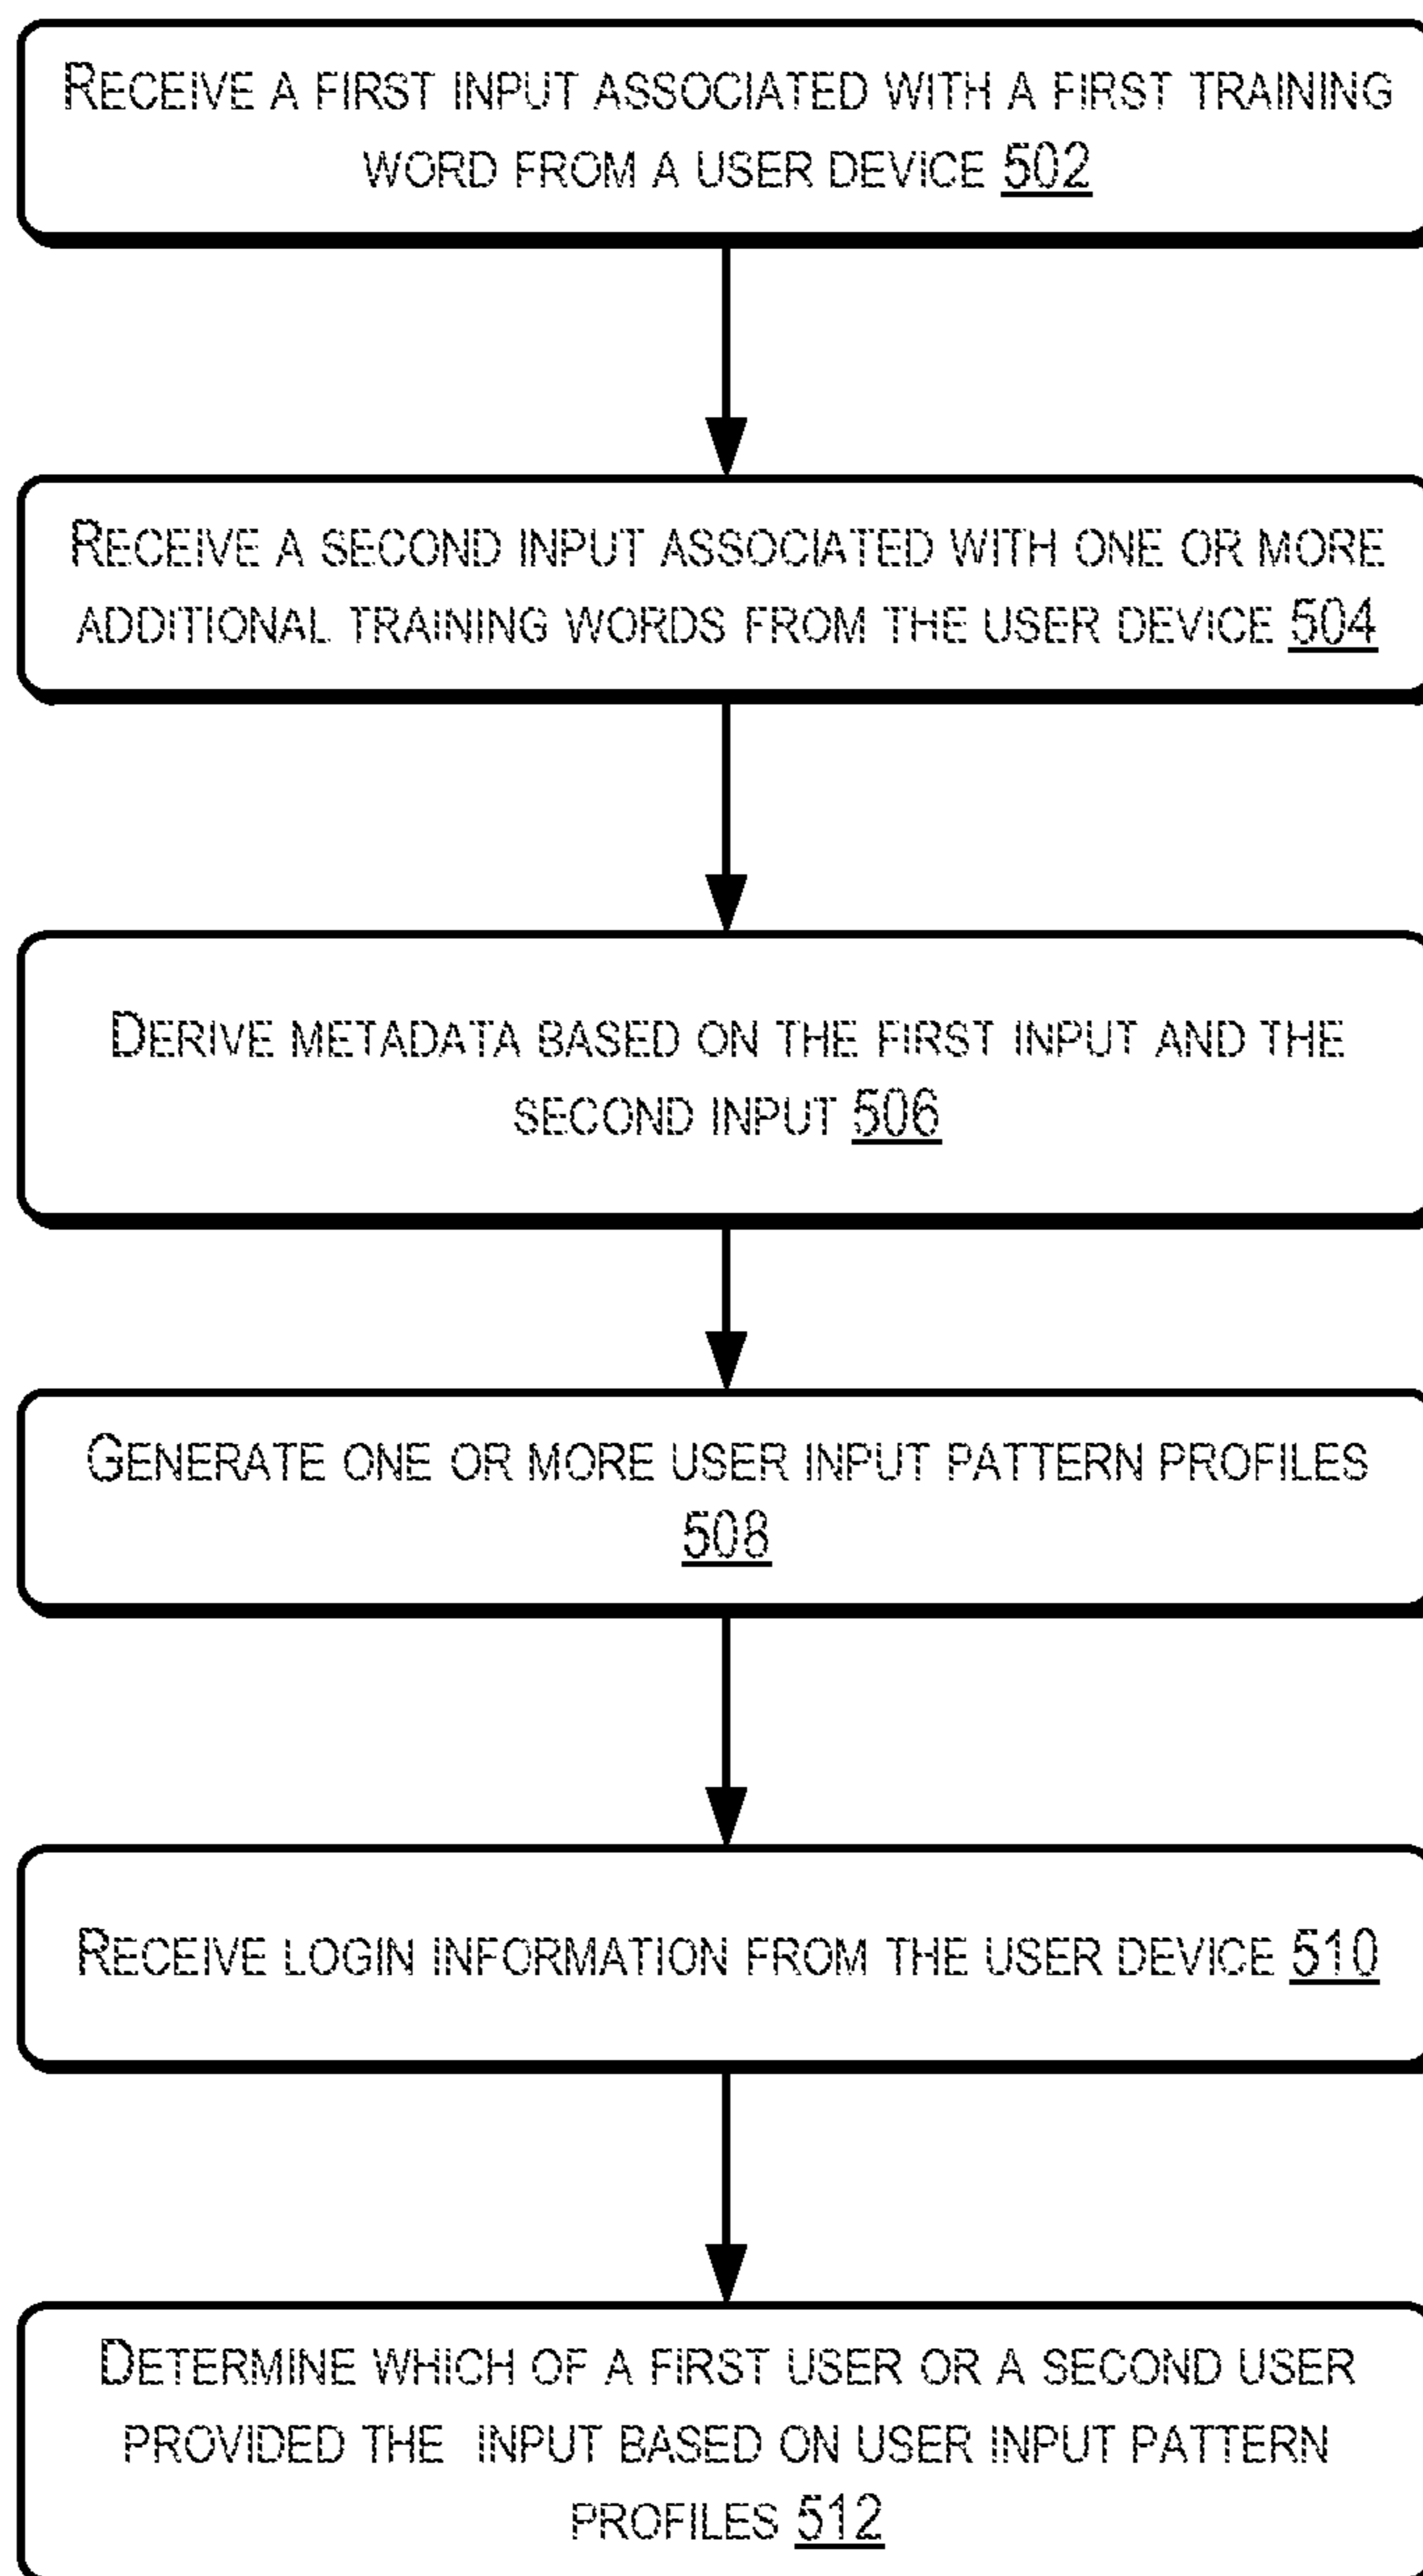 RECEIVE A FIRST INPUT ASSOCIATED WITH A FIRST TRAINING
WORD FROM A USER DEVICE 502
RECEIVE A SECOND INPUT ASSOCIATED WITH ONE OR MORE
ADDITIONAL TRAINING WORDS FROM THE USER DEVICE 504
DERIVE METADATA BASED ON THE FIRST INPUT AND THE
SECOND INPUT 506
GENERATE ONE OR MORE USER INPUT PATTERN PROFILES
508
RECEIVE LOGIN INFORMATION FROM THE USER DEVICE 510
DETERMINE WHICH OF A FIRST USER OR A SECOND USER
PROVIDED THE INPUT BASED ON USER INPUT PATTERN
PROFILES 512